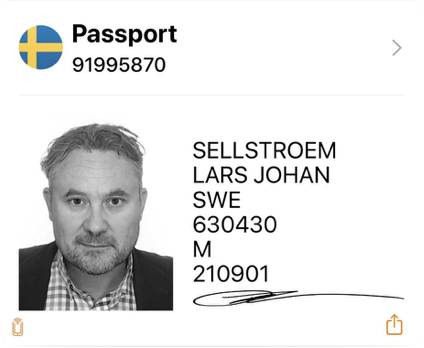 Passport
91995870
SELLSTROEM
LARS JOHAN
SWE
630430
M
210901